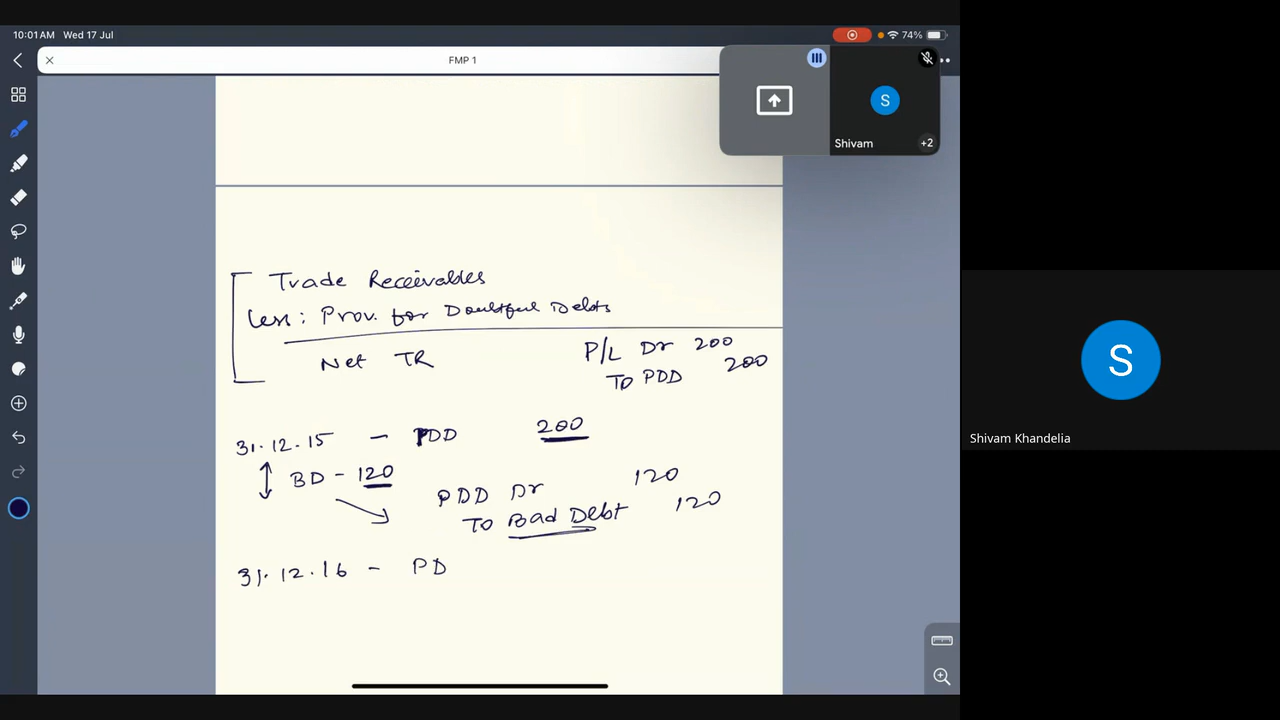 10:01 AM Wed 17 Jul
74%
FMP 1
S
Shivam
+2
Trade Receivables
Less: Prov. for Doubtful Debts
Net TR
P/L Dr 200
TO PDD 200
31.12.15 - PDD 200
BD - 120
PDD Dr 120
TO Bad Debt 120
31.12.16 - PD
S
Shivam Khandelia